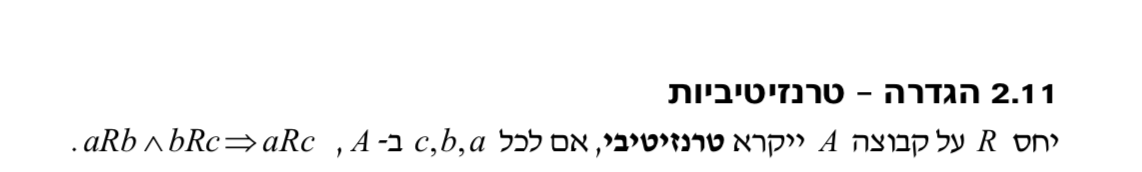 2.11 הגדרה – טרנזיטיביות
יחס R על קבוצה A ייקרא טרנזיטיבי, אם לכל c,b,a ב- A , aRb ∧ bRc ⇒ aRc .